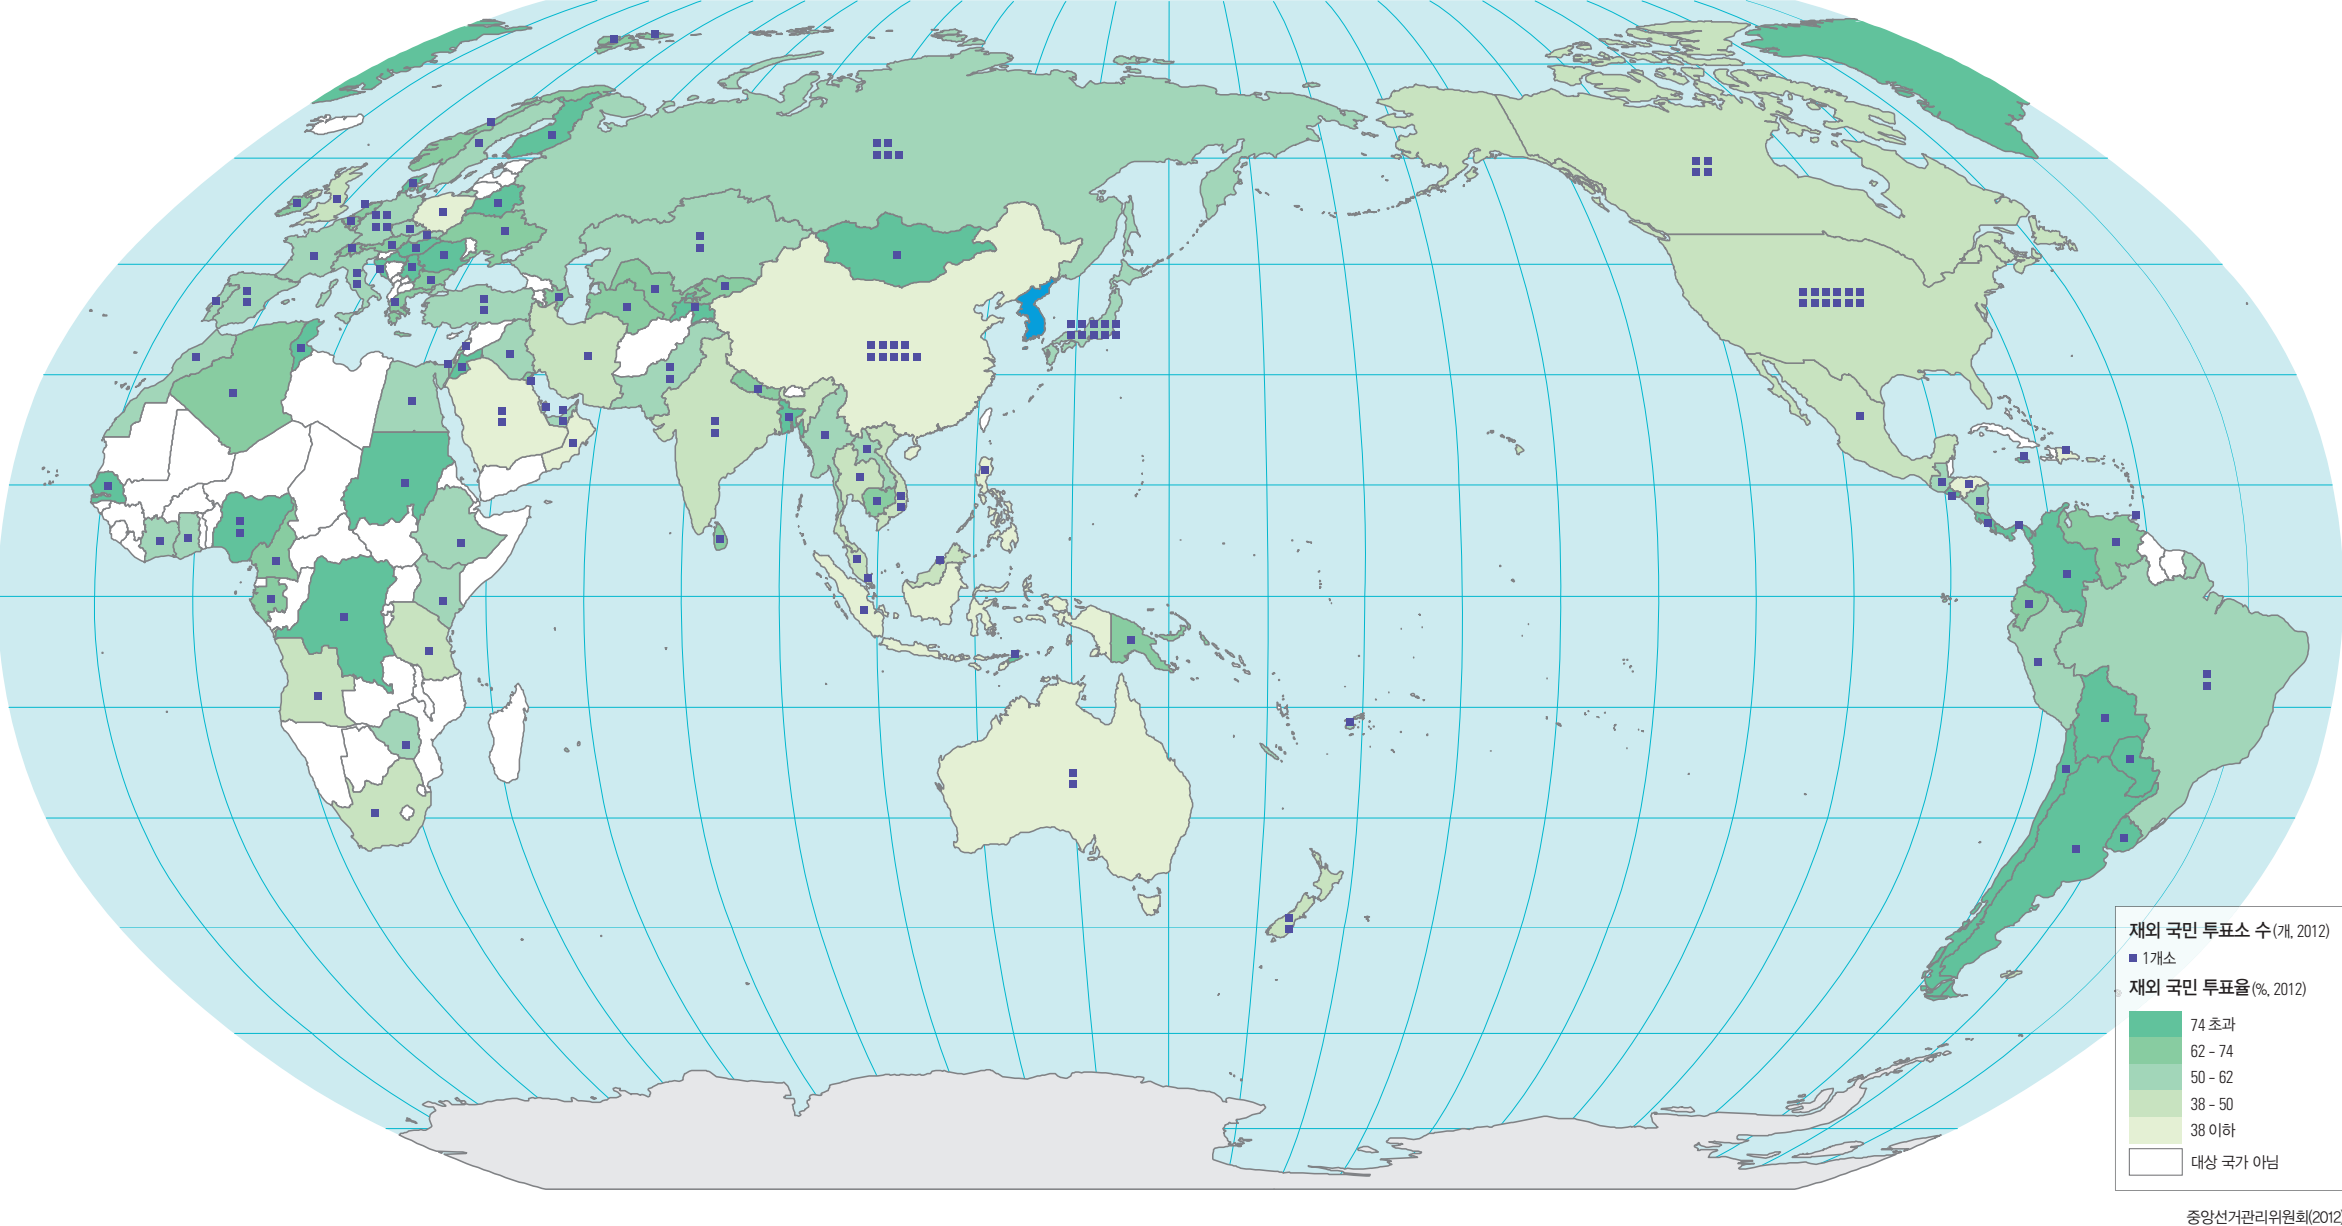 재외 국민 투표소 수(개, 2012)
1개소
재외 국민 투표율(%, 2012)
74 초과
62 - 74
50 - 62
38 - 50
38 이하
대상 국가 아님
중앙선거관리위원회(2012)